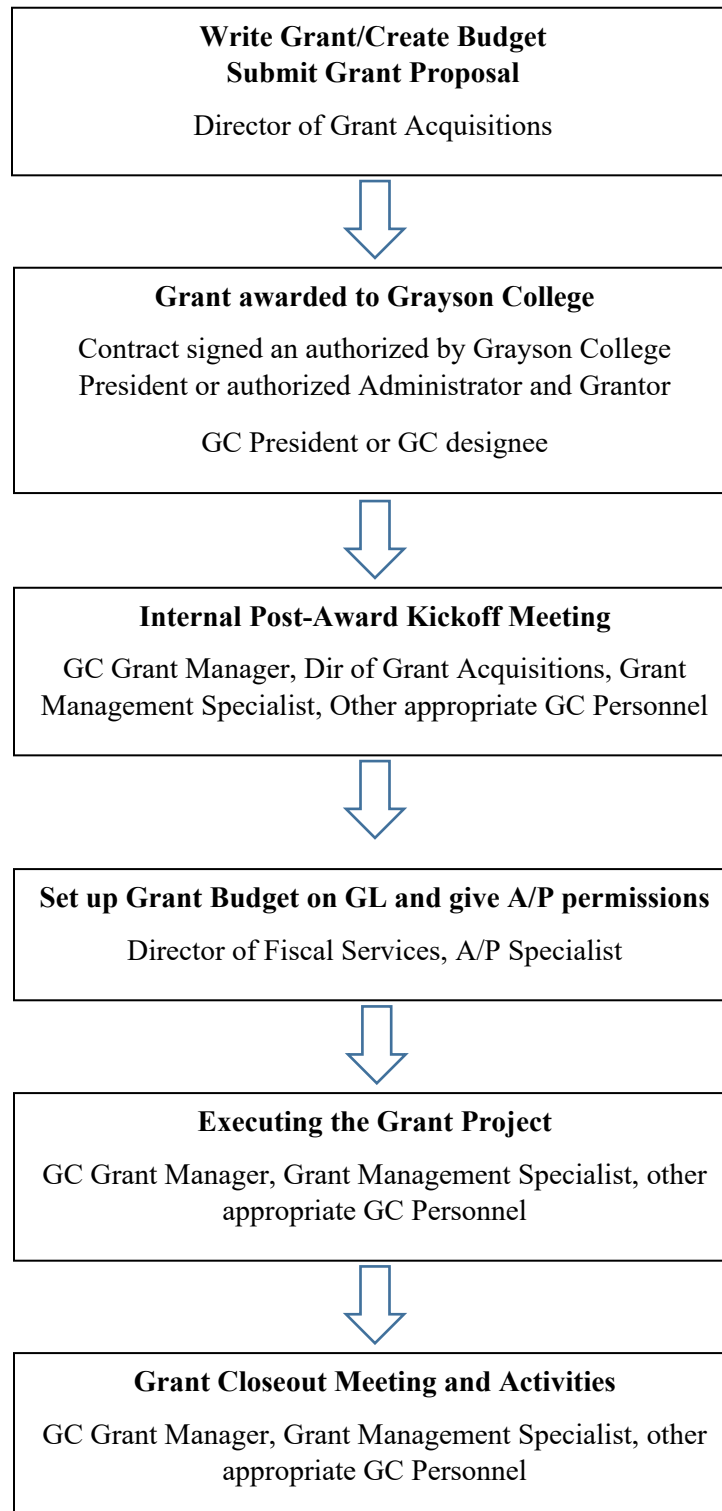 Write Grant/Create Budget
Submit Grant Proposal
Director of Grant Acquisitions
Grant awarded to Grayson College
Contract signed an authorized by Grayson College
President or authorized Administrator and Grantor
GC President or GC designee
Internal Post-Award Kickoff Meeting
GC Grant Manager, Dir of Grant Acquisitions, Grant
Management Specialist, Other appropriate GC Personnel
Set up Grant Budget on GL and give A/P permissions
Director of Fiscal Services, A/P Specialist
Executing the Grant Project
GC Grant Manager, Grant Management Specialist, other
appropriate GC Personnel
Grant Closeout Meeting and Activities
GC Grant Manager, Grant Management Specialist, other
appropriate GC Personnel